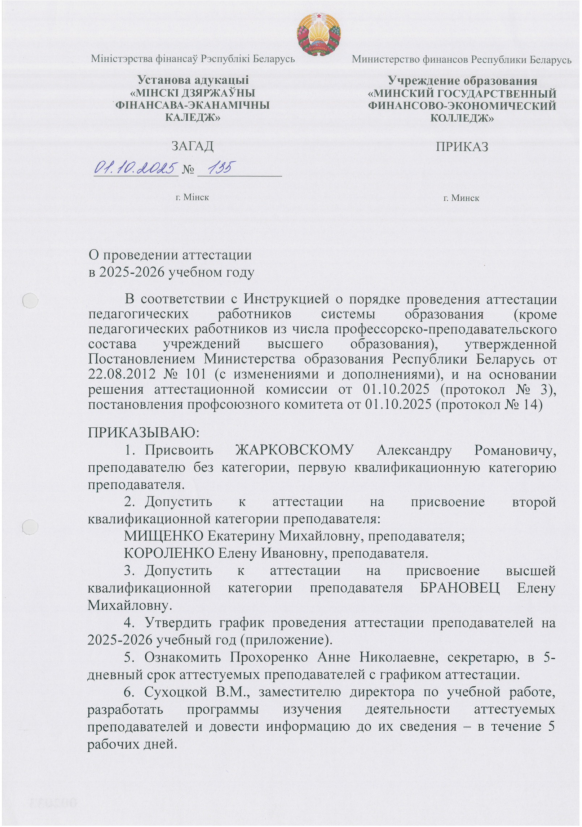 Міністэрства фінансаў Рэспублікі Беларусь
Министерство финансов Республики Беларусь
Установа адукацыі
«МІНСКІ ДЗЯРЖАЎНЫ
ФІНАНСАВА-ЭКАНАМІЧНЫ
КАЛЕДЖ»
Учреждение образования
«МИНСКИЙ ГОСУДАРСТВЕННЫЙ
ФИНАНСОВО-ЭКОНОМИЧЕСКИЙ
КОЛЛЕДЖ»
ЗАГАД
ПРИКАЗ
01.10.2025 № 135
г. Мінск
г. Минск
О проведении аттестации
в 2025-2026 учебном году
В соответствии с Инструкцией о порядке проведения аттестации
педагогических работников системы образования (кроме
педагогических работников из числа профессорско-преподавательского
состава учреждений высшего образования), утвержденной
Постановлением Министерства образования Республики Беларусь от
22.08.2012 № 101 (с изменениями и дополнениями), и на основании
решения аттестационной комиссии от 01.10.2025 (протокол № 3),
постановления профсоюзного комитета от 01.10.2025 (протокол № 14)
ПРИКАЗЫВАЮ:
1. Присвоить ЖАРКОВСКОМУ Александру Романовичу,
преподавателю без категории, первую квалификационную категорию
преподавателя.
2. Допустить к аттестации на присвоение второй
квалификационной категории преподавателя:
МИЩЕНКО Екатерину Михайловну, преподавателя;
КОРОЛЕНКО Елену Ивановну, преподавателя.
3. Допустить к аттестации на присвоение высшей
квалификационной категории преподавателя БРАНОВЕЦ Елену
Михайловну.
4. Утвердить график проведения аттестации преподавателей на
2025-2026 учебный год (приложение).
5. Ознакомить Прохоренко Анне Николаевне, секретарю, в 5-
дневный срок аттестуемых преподавателей с графиком аттестации.
6. Сухоцкой В.М., заместителю директора по учебной работе,
разработать программы изучения деятельности аттестуемых
преподавателей и довести информацию до их сведения – в течение 5
рабочих дней.